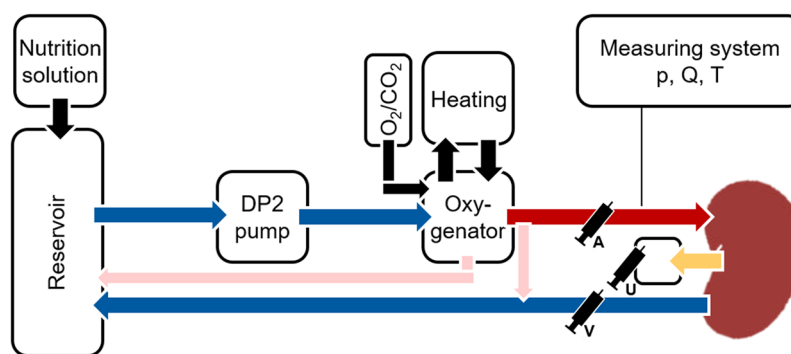 Nutrition
solution
Reservoir
DP2
pump
O₂/CO₂
Heating
Oxy-
genator
Measuring system
p, Q, T
A
U
V